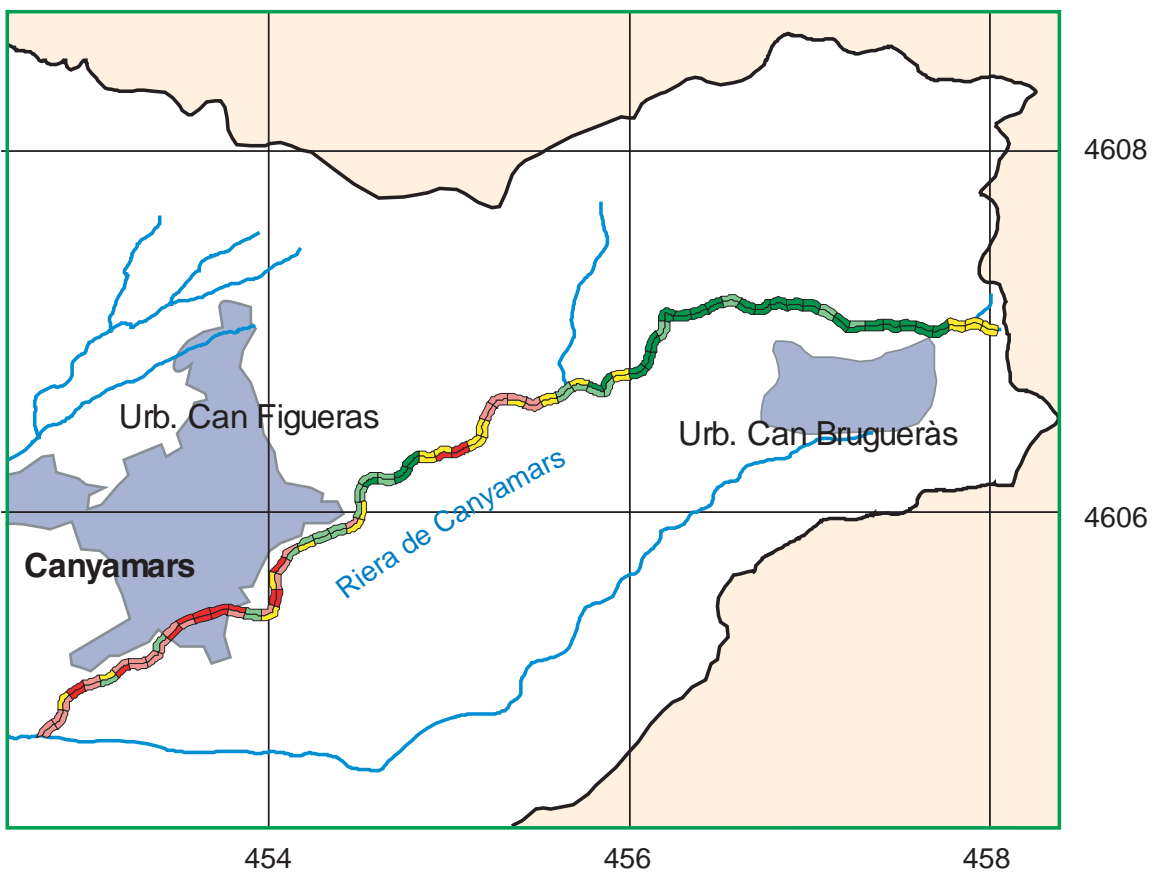 4608
Urb. Can Figueras
Urb. Can Brugueràs
Riera de Canyamars
4606
Canyamars
454
456
458